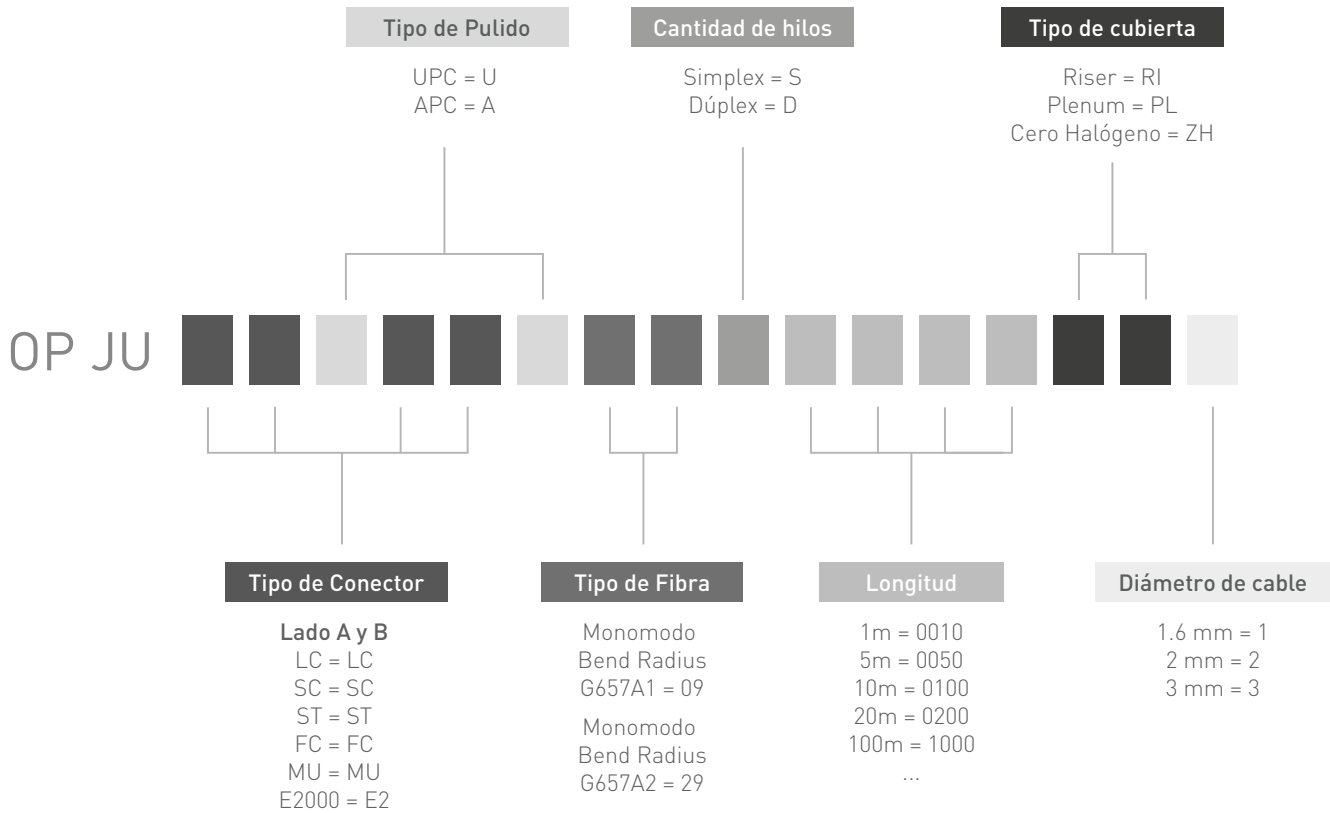 Tipo de Pulido
UPC = U
APC = A
Cantidad de hilos
Simplex = S
Dúplex = D
Tipo de cubierta
Riser = RI
Plenum = PL
Cero Halógeno = ZH
OP JU
Tipo de Conector
Lado A y B
LC = LC
SC = SC
ST = ST
FC = FC
MU = MU
E2000 = E2
Tipo de Fibra
Monomodo
Bend Radius
G657A1 = 09
Monomodo
Bend Radius
G657A2 = 29
Longitud
1m = 0010
5m = 0050
10m = 0100
20m = 0200
100m = 1000
...
Diámetro de cable
1.6 mm = 1
2 mm = 2
3 mm = 3